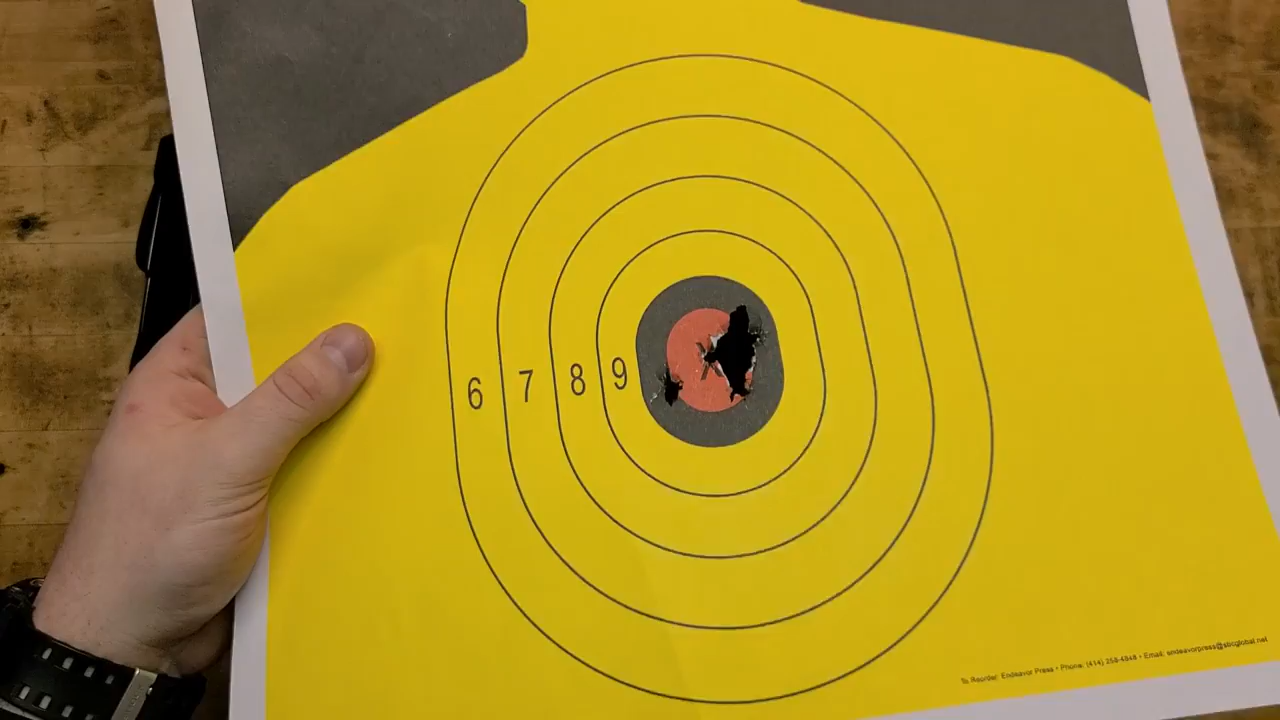 6 7 8 9 X
To Reorder: Endeavor Press • Phone: (414) 258-4848 • Email: endeavorpress@sbcglobal.net